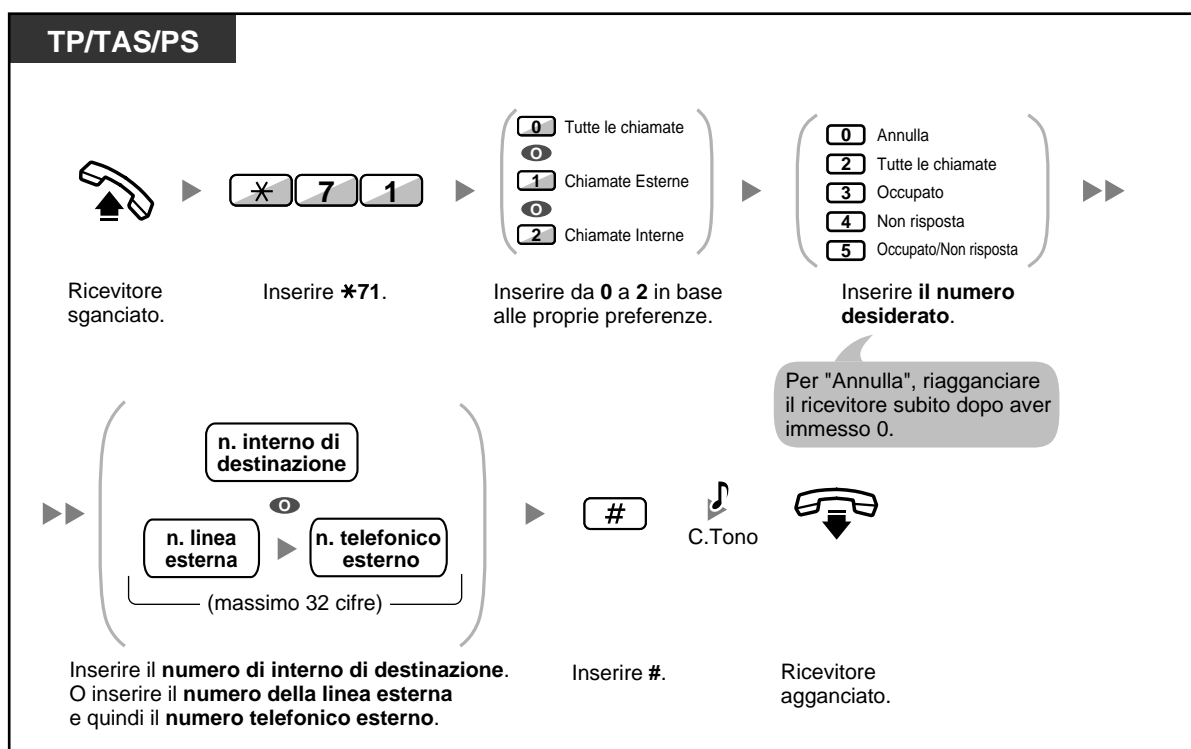 TP/TAS/PS
0 Tutte le chiamate
O
1 Chiamate Esterne
O
2 Chiamate Interne
0 Annulla
2 Tutte le chiamate
3 Occupato
4 Non risposta
5 Occupato/Non risposta
* 7 1
Ricevitore
sganciato.
Inserire *71.
Inserire da 0 a 2 in base
alle proprie preferenze.
Inserire il numero
desiderato.
Per "Annulla", riagganciare
il ricevitore subito dopo aver
immesso 0.
n. interno di
destinazione
O
n. linea
esterna
n. telefonico
esterno
(massimo 32 cifre)
#
C.Tono
Inserire il numero di interno di destinazione.
O inserire il numero della linea esterna
e quindi il numero telefonico esterno.
Inserire #.
Ricevitore
agganciato.